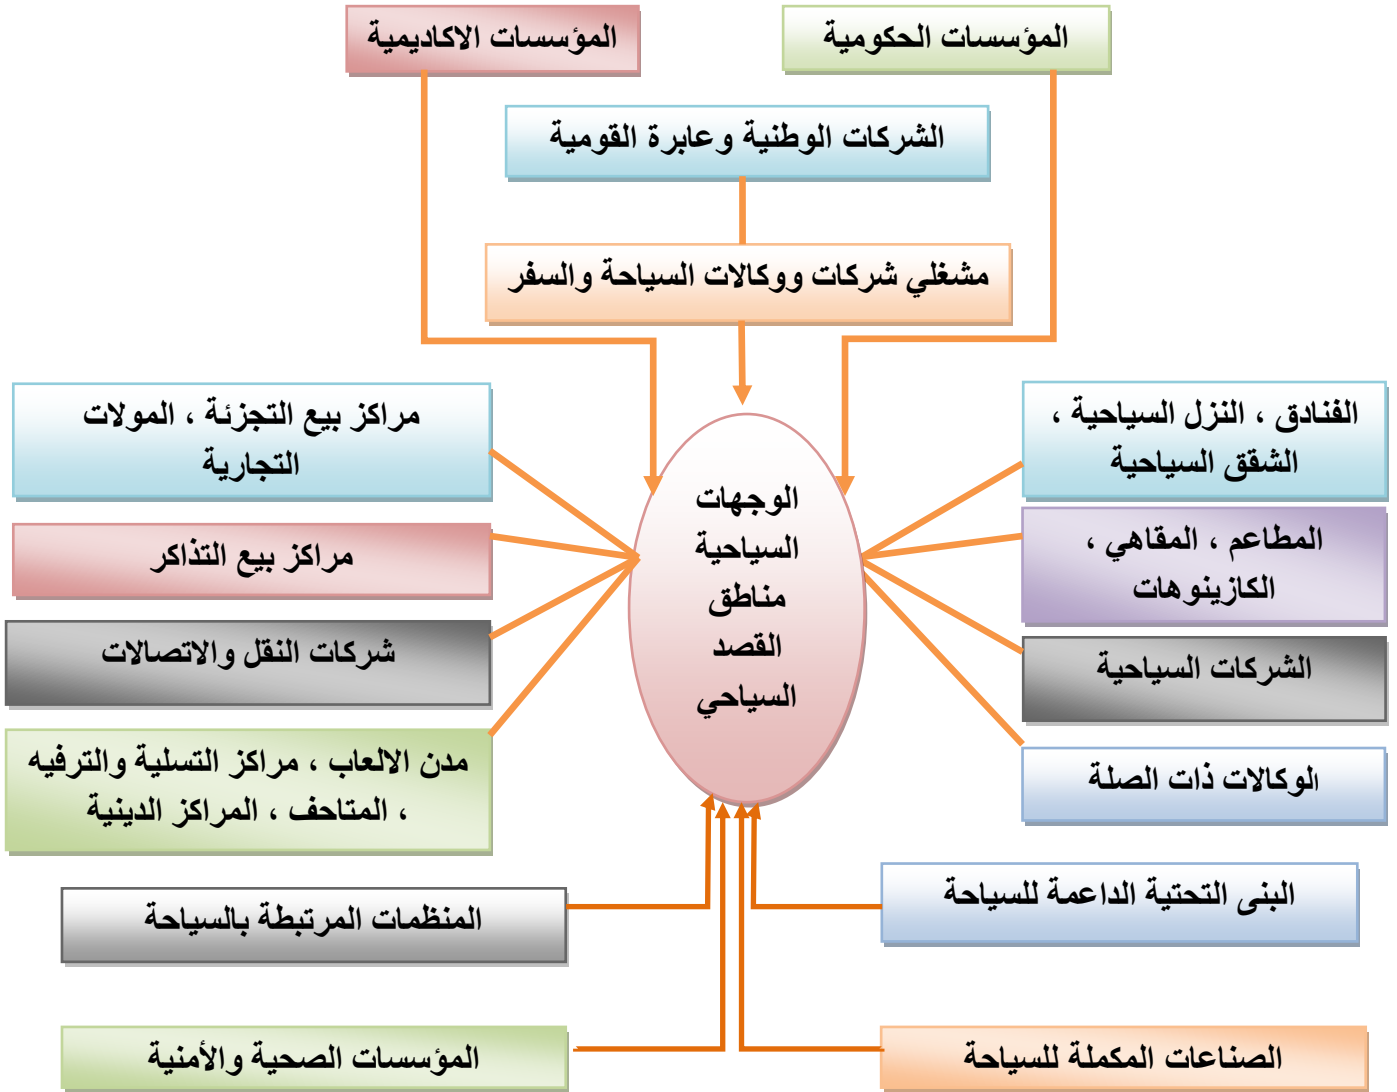 المؤسسات الحكومية
المؤسسات الاكاديمية
الشركات الوطنية وعابرة القومية
مشغلي شركات ووكالات السياحة والسفر
الفنادق ، النزل السياحية ،
الشقق السياحية
المطاعم ، المقاهي ،
الكازينوهات
الشركات السياحية
الوكالات ذات الصلة
الوجهات
السياحية
مناطق
القصد
السياحي
مراكز بيع التجزئة ، المولات
التجارية
مراكز بيع التذاكر
شركات النقل والاتصالات
مدن الالعاب ، مراكز التسلية والترفيه
، المتاحف ، المراكز الدينية
البنى التحتية الداعمة للسياحة
المنظمات المرتبطة بالسياحة
الصناعات المكملة للسياحة
المؤسسات الصحية والأمنية